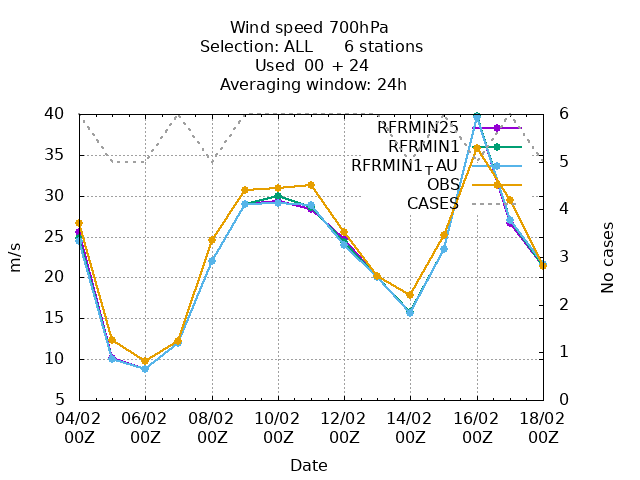 Wind speed 700hPa
Selection: ALL 6 stations
Used 00 + 24
Averaging window: 24h
40
35
30
25
20
15
10
5
m/s
6
5
4
3
2
1
0
No cases
RFRMIN25
RFRMIN1
RFRMIN1TAU
OBS
CASES
04/02 06/02 08/02 10/02 12/02 14/02 16/02 18/02
00Z 00Z 00Z 00Z 00Z 00Z 00Z 00Z
Date